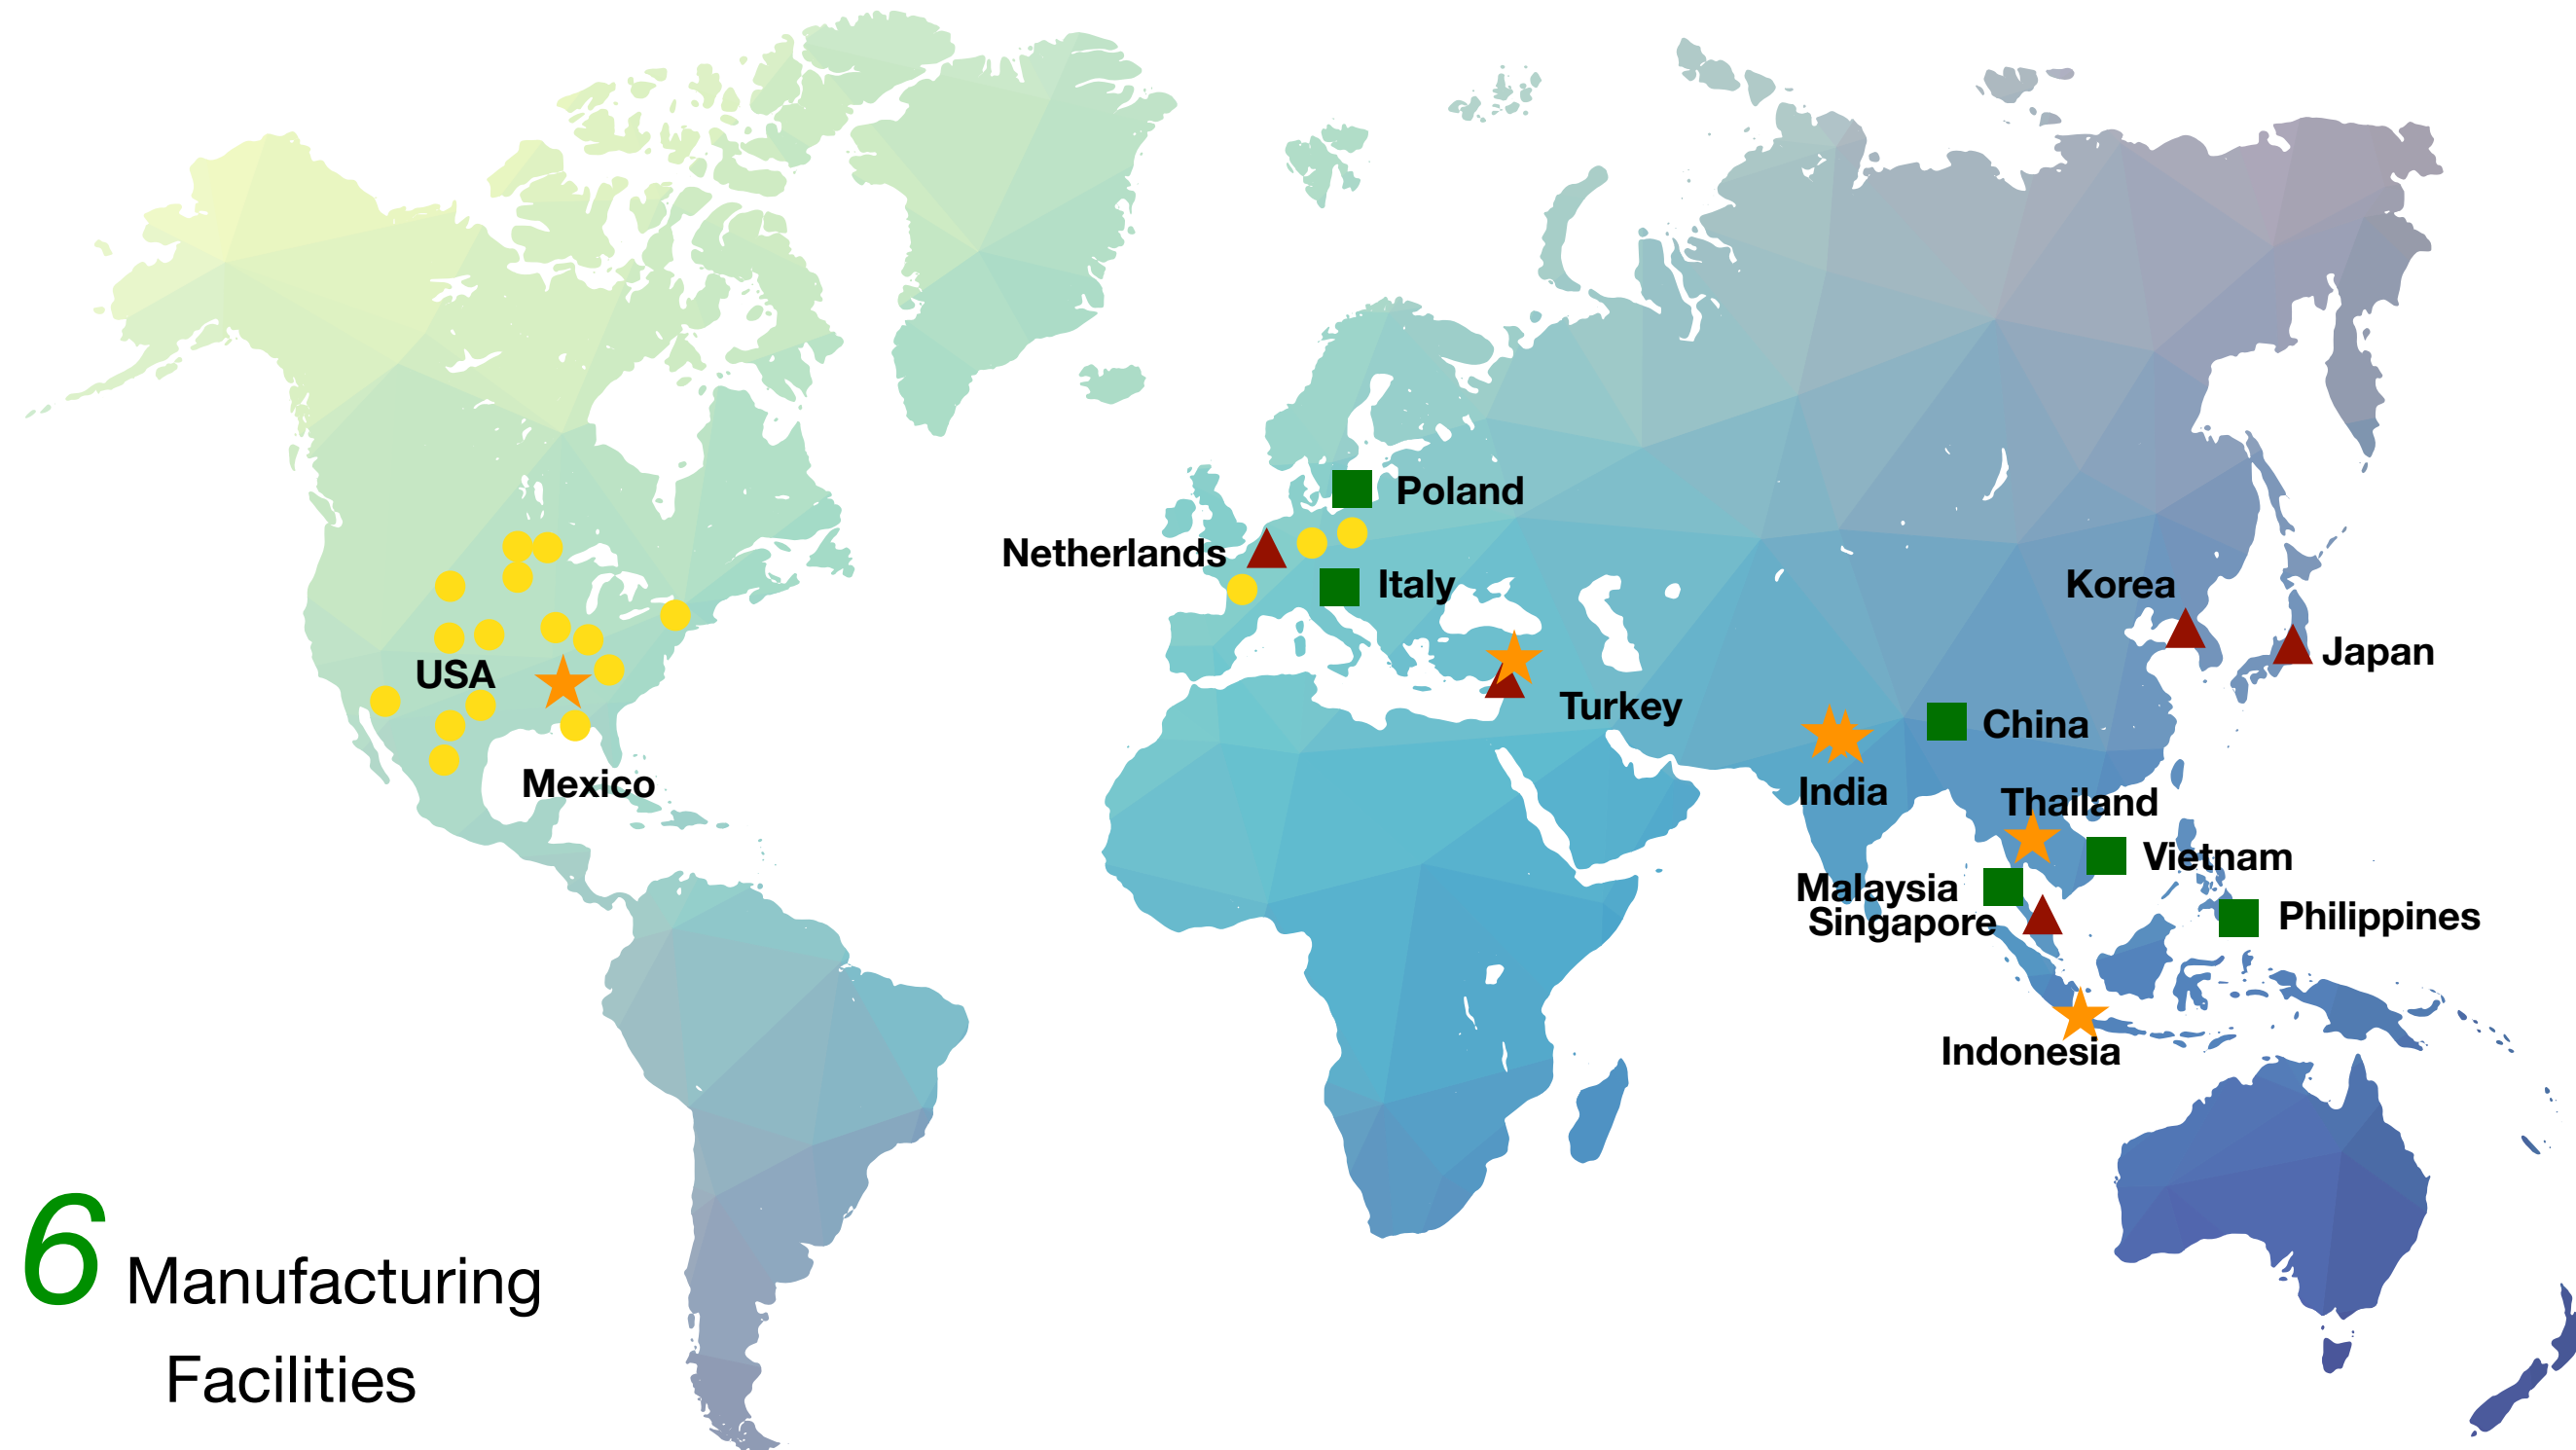 Poland
Netherlands
Italy
Korea
Japan
USA
Turkey
China
Mexico
India
Thailand
Vietnam
Malaysia
Singapore
Philippines
Indonesia
6 Manufacturing
Facilities